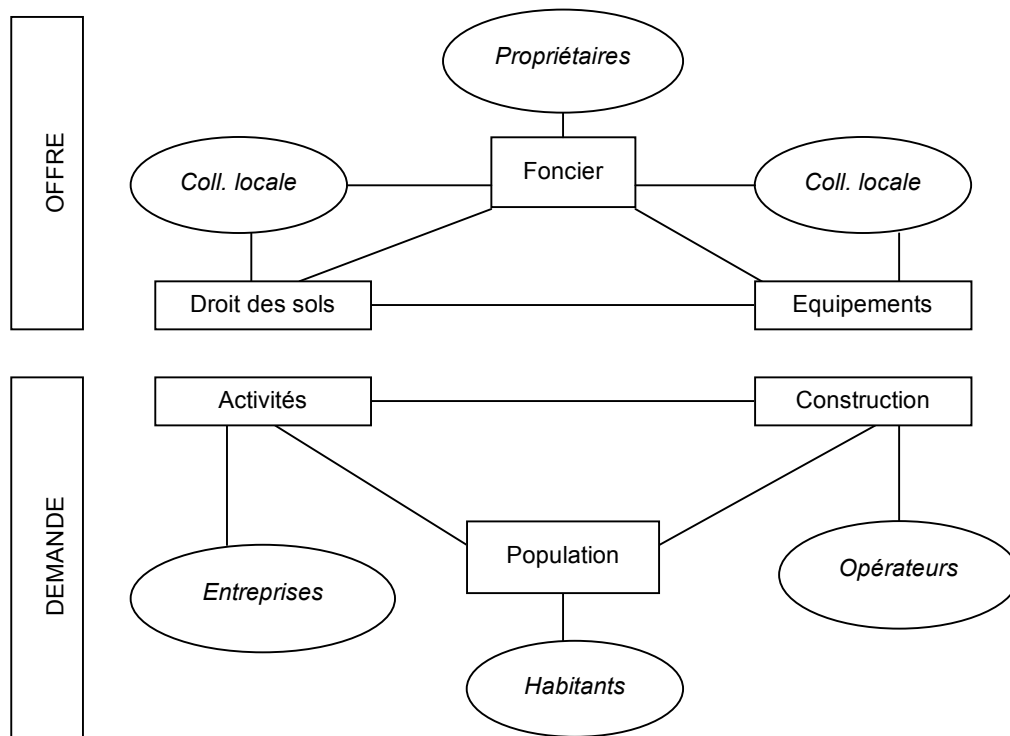 OFFRE
Propriétaires
Coll. locale
Foncier
Coll. locale
Droit des sols
Equipements
DEMANDE
Activités
Construction
Population
Entreprises
Opérateurs
Habitants